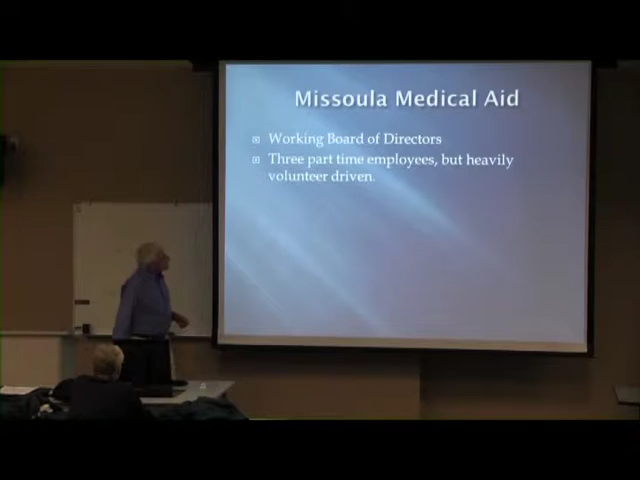 Missoula Medical Aid
Working Board of Directors
Three part time employees, but heavily
volunteer driven.